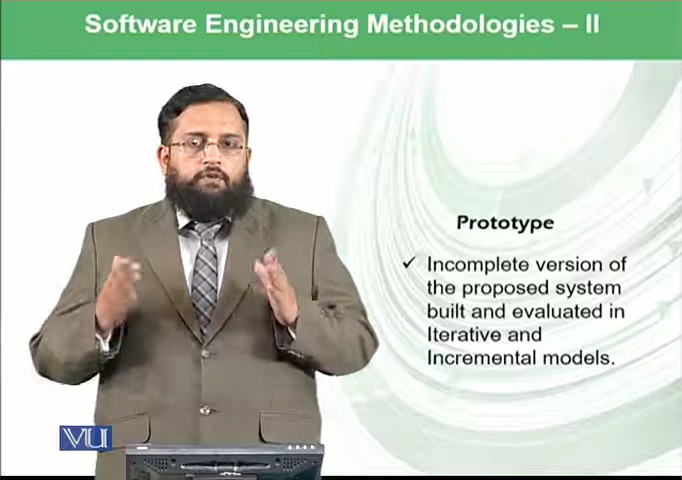 Software Engineering Methodologies – II
Prototype
✓ Incomplete version of
the proposed system
built and evaluated in
Iterative and
Incremental models.
VU